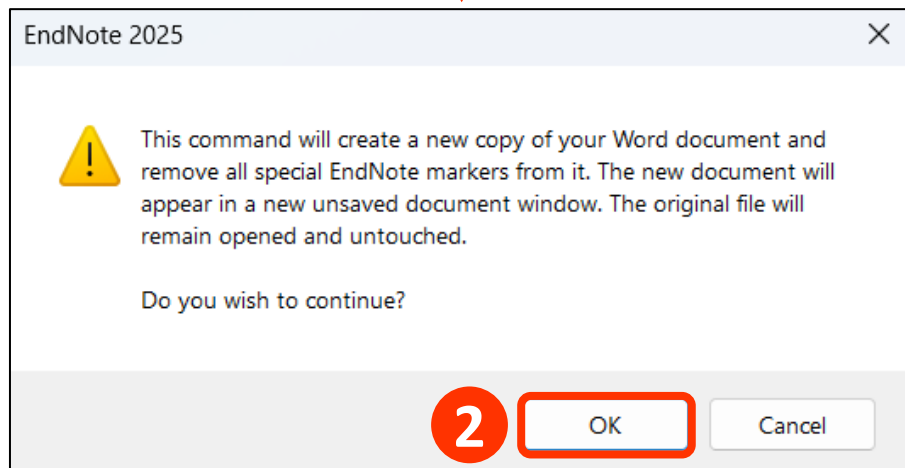 EndNote 2025
This command will create a new copy of your Word document and
remove all special EndNote markers from it. The new document will
appear in a new unsaved document window. The original file will
remain opened and untouched.
Do you wish to continue?
2
OK
Cancel